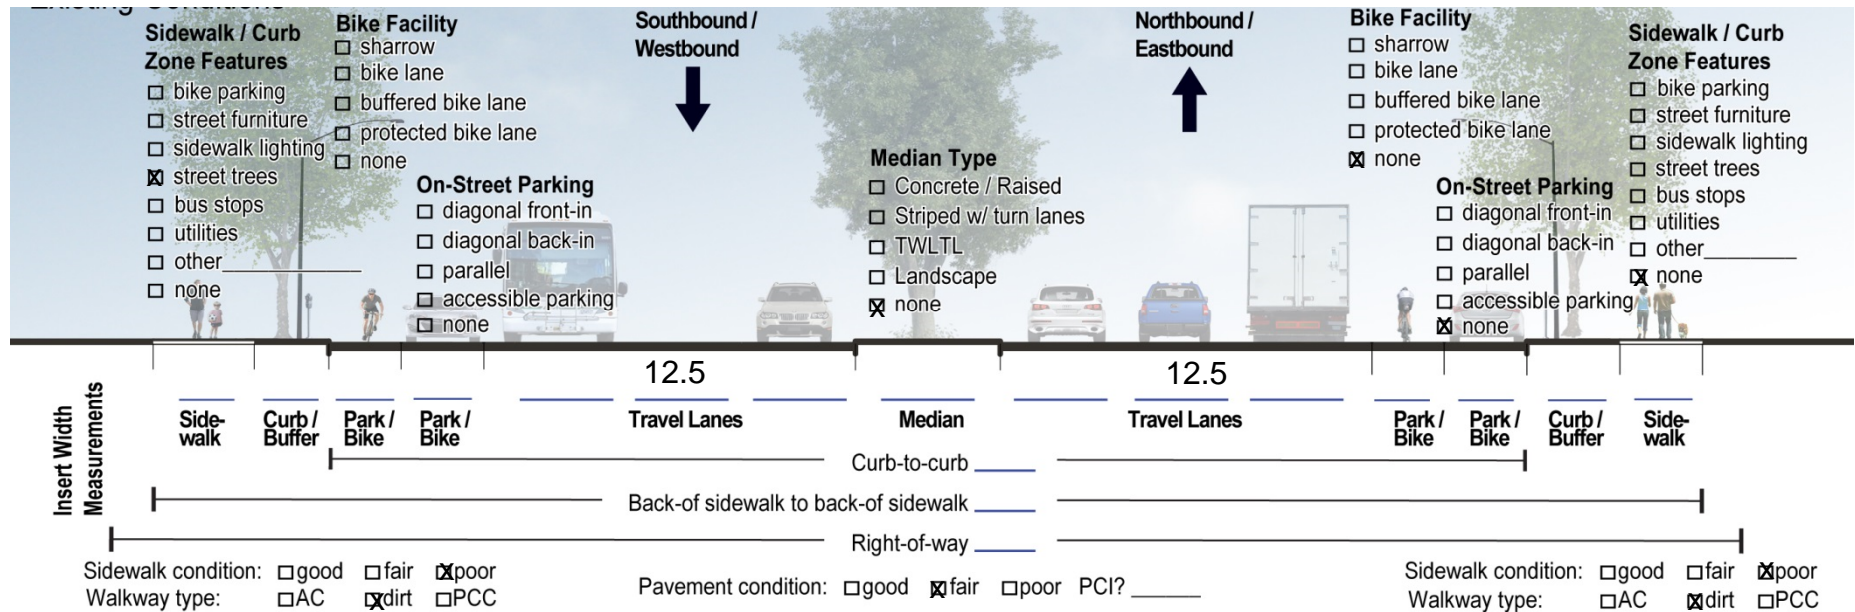 Existing Conditions
Sidewalk / Curb
Zone Features
☐ bike parking
☐ street furniture
☐ sidewalk lighting
☒ street trees
☐ bus stops
☐ utilities
☐ other____________
☐ none
Bike Facility
☐ sharrow
☐ bike lane
☐ buffered bike lane
☐ protected bike lane
☐ none
On-Street Parking
☐ diagonal front-in
☐ diagonal back-in
☐ parallel
☐ accessible parking
☐ none
Southbound /
Westbound
Median Type
☐ Concrete / Raised
☐ Striped w/ turn lanes
☐ TWLTL
☐ Landscape
☒ none
Northbound /
Eastbound
Bike Facility
☐ sharrow
☐ bike lane
☐ buffered bike lane
☐ protected bike lane
☒ none
On-Street Parking
☐ diagonal front-in
☐ diagonal back-in
☐ parallel
☐ accessible parking
☒ none
Sidewalk / Curb
Zone Features
☐ bike parking
☐ street furniture
☐ sidewalk lighting
☐ street trees
☐ bus stops
☐ utilities
☐ other________
☒ none
12.5 12.5
Insert Width
Measurements
Side-
walk
Curb /
Buffer
Park /
Bike
Park /
Bike
Travel Lanes
Median
Travel Lanes
Park /
Bike
Park /
Bike
Curb /
Buffer
Side-
walk
Curb-to-curb _____
Back-of sidewalk to back-of sidewalk _____
Right-of-way _____
Sidewalk condition: ☐good ☐fair ☒poor
Walkway type: ☐AC ☒dirt ☐PCC
Pavement condition: ☐good ☒fair ☐poor PCI? ______
Sidewalk condition: ☐good ☐fair ☒poor
Walkway type: ☐AC ☒dirt ☐PCC